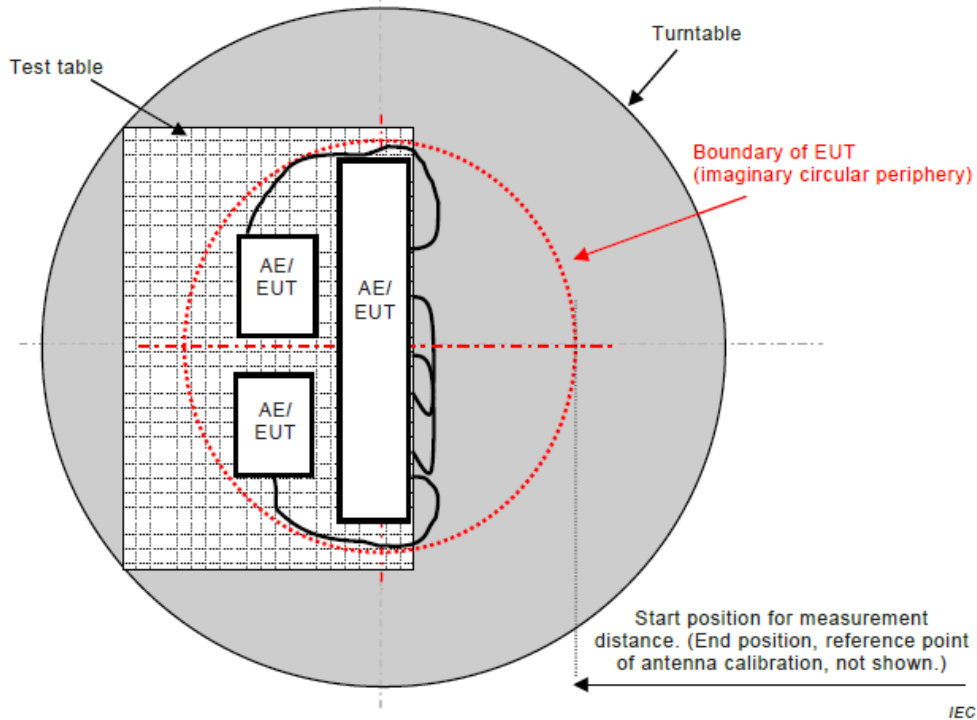 Turntable
Test table
Boundary of EUT
(imaginary circular periphery)
AE/
EUT
AE/
EUT
AE/
EUT
Start position for measurement
distance. (End position, reference point
of antenna calibration, not shown.)
IEC